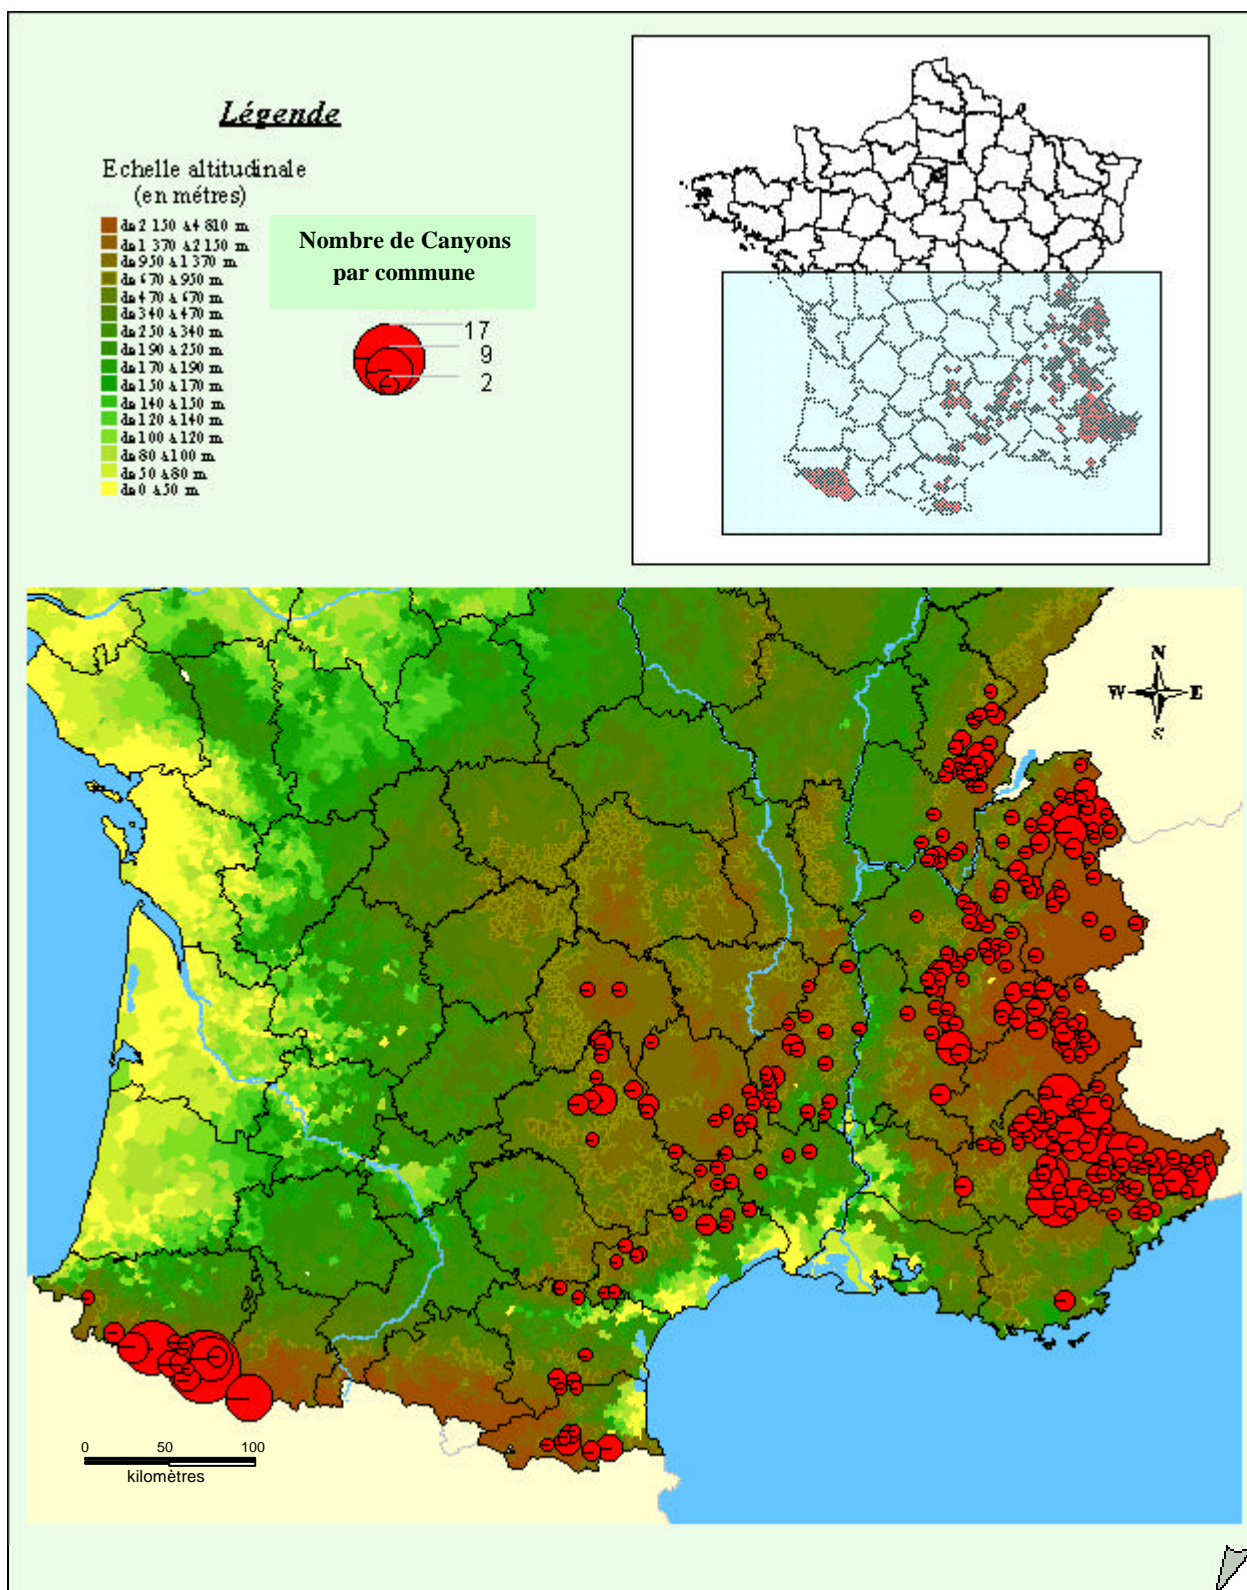 Légende
Echelle altitudinale
(en métres)
de 2 150 à 4 810 m
de 1 370 à 2 150 m
de 950 à 1 370 m
de 670 à 950 m
de 470 à 670 m
de 340 à 470 m
de 250 à 340 m
de 190 à 250 m
de 170 à 190 m
de 150 à 170 m
de 140 à 150 m
de 120 à 140 m
de 100 à 120 m
de 80 à 100 m
de 50 à 80 m
de 0 à 50 m
Nombre de Canyons
par commune
17
9
2
N
W E
S
0 50 100
kilomètres